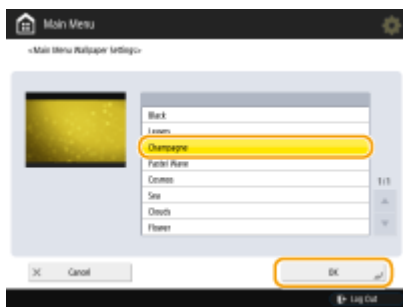 Main Menu
<Main Menu Wallpaper Settings>
Black
Leaves
Champagne
Pastel Wave
Cosmos
Sea
Clouds
Flower
1/1
Cancel
OK
Log Out